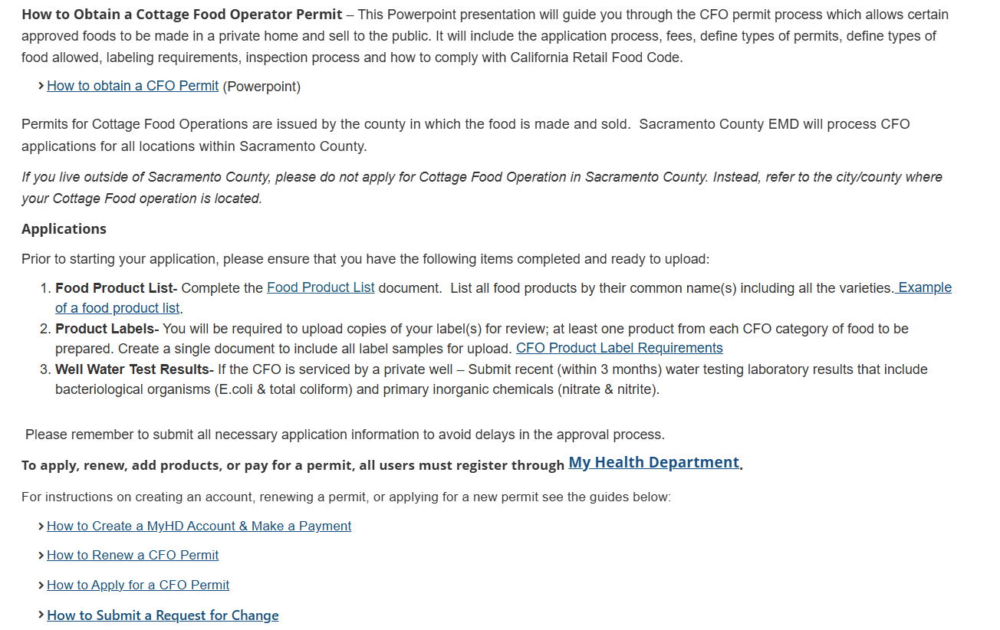 How to Obtain a Cottage Food Operator Permit – This Powerpoint presentation will guide you through the CFO permit process which allows certain
approved foods to be made in a private home and sell to the public. It will include the application process, fees, define types of permits, define types of
food allowed, labeling requirements, inspection process and how to comply with California Retail Food Code.
› How to obtain a CFO Permit (Powerpoint)
Permits for Cottage Food Operations are issued by the county in which the food is made and sold.  Sacramento County EMD will process CFO
applications for all locations within Sacramento County.
If you live outside of Sacramento County, please do not apply for Cottage Food Operation in Sacramento County. Instead, refer to the city/county where
your Cottage Food operation is located.
Applications
Prior to starting your application, please ensure that you have the following items completed and ready to upload:
1. Food Product List- Complete the Food Product List document.  List all food products by their common name(s) including all the varieties. Example
of a food product list.
2. Product Labels- You will be required to upload copies of your label(s) for review; at least one product from each CFO category of food to be
prepared. Create a single document to include all label samples for upload. CFO Product Label Requirements
3. Well Water Test Results- If the CFO is serviced by a private well – Submit recent (within 3 months) water testing laboratory results that include
bacteriological organisms (E.coli & total coliform) and primary inorganic chemicals (nitrate & nitrite).
Please remember to submit all necessary application information to avoid delays in the approval process.
To apply, renew, add products, or pay for a permit, all users must register through My Health Department.
For instructions on creating an account, renewing a permit, or applying for a new permit see the guides below:
› How to Create a MyHD Account & Make a Payment
› How to Renew a CFO Permit
› How to Apply for a CFO Permit
› How to Submit a Request for Change